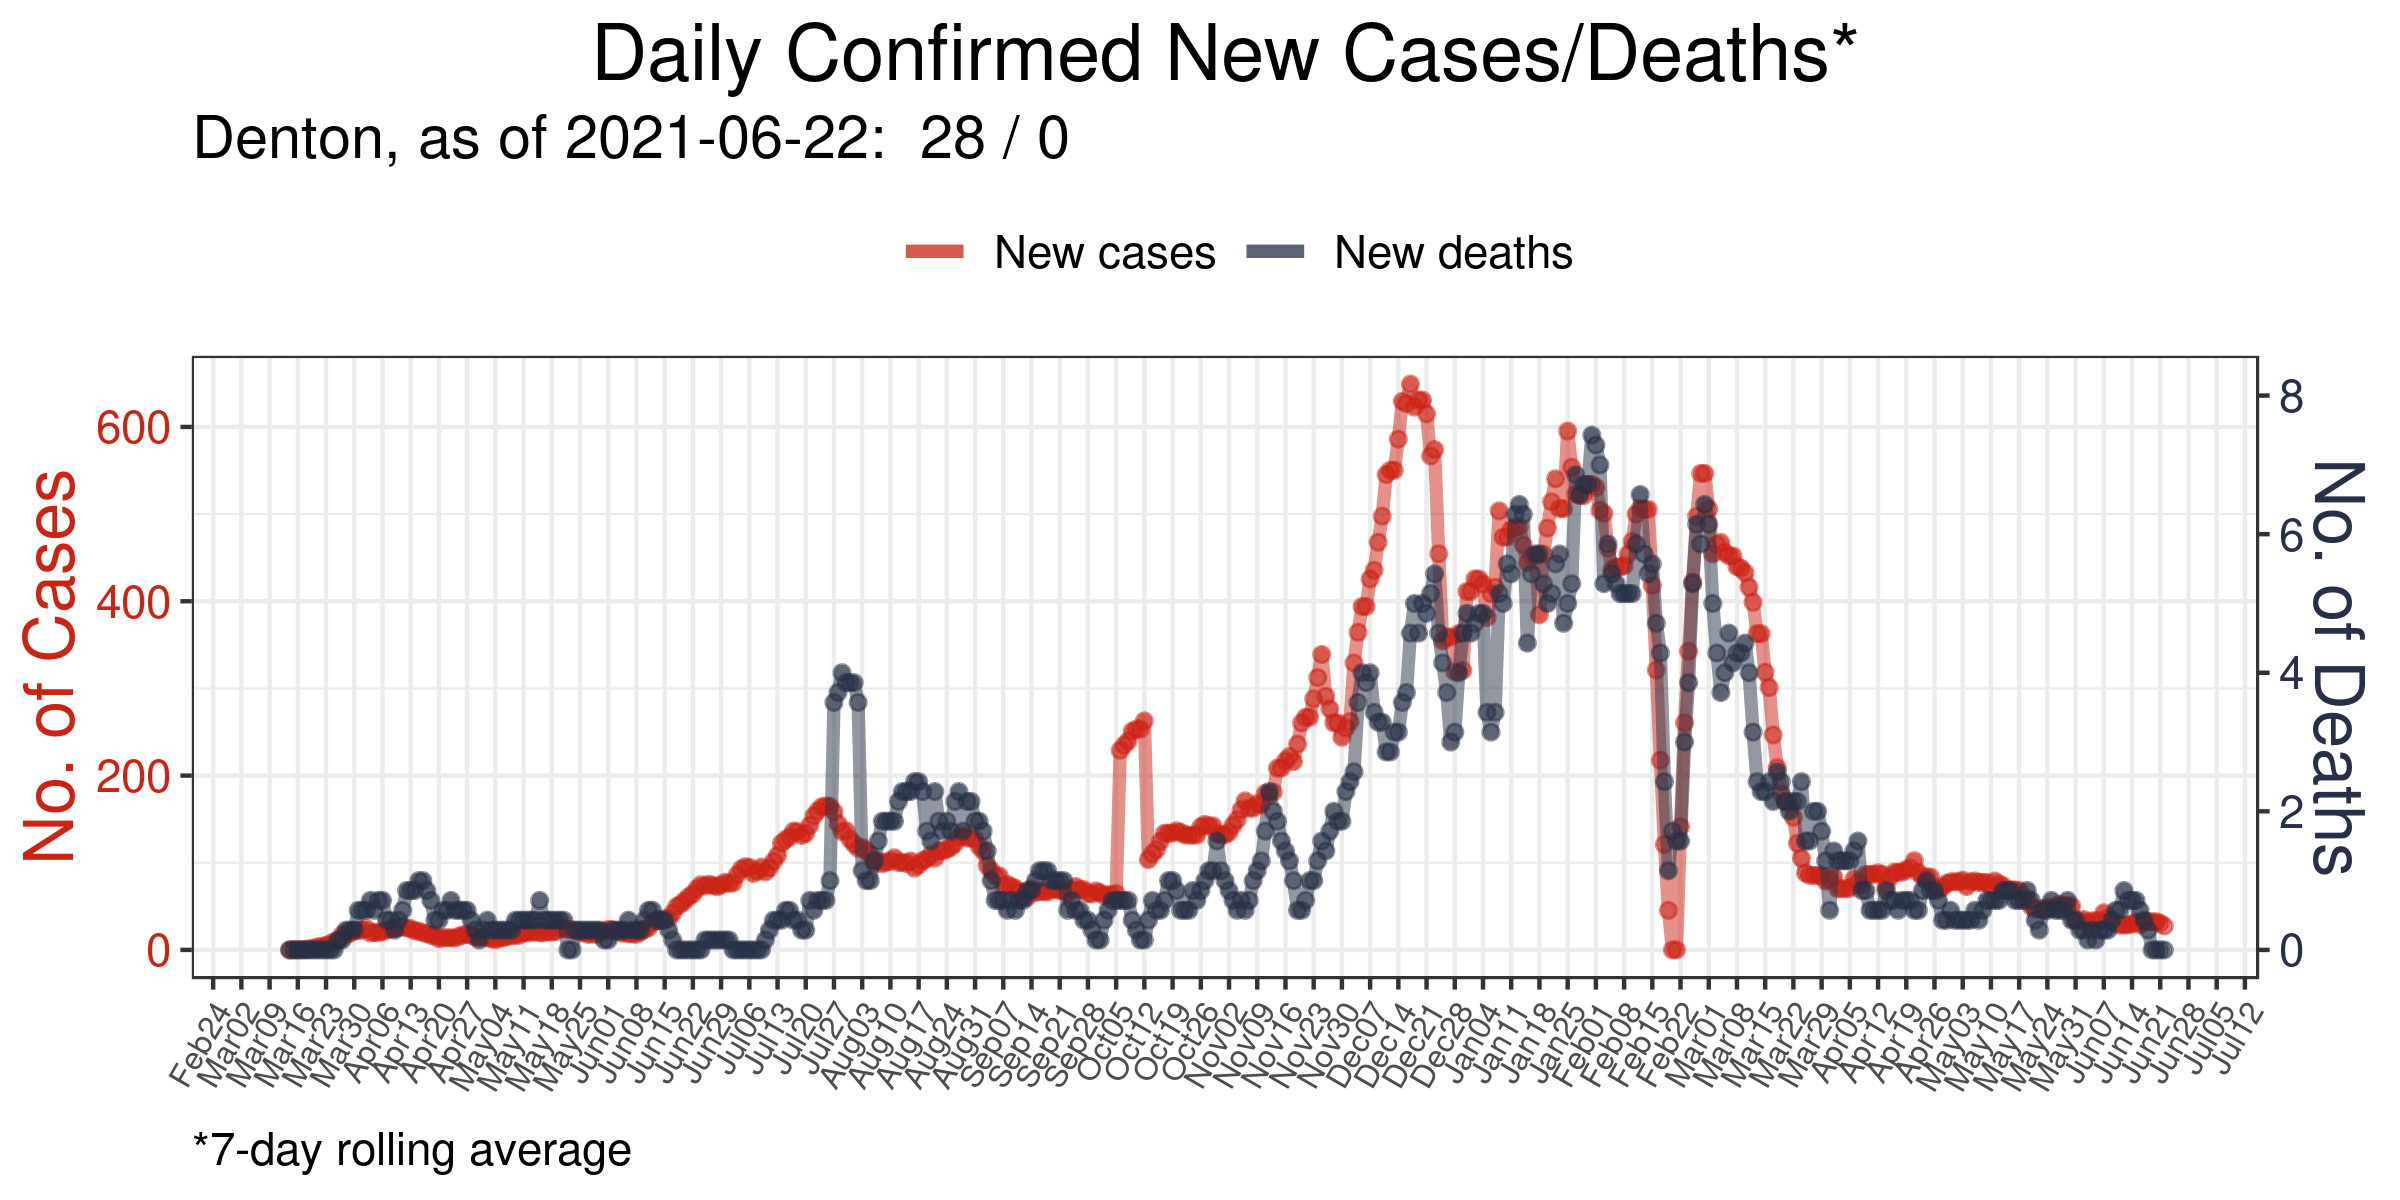 Daily Confirmed New Cases/Deaths*
Denton, as of 2021-06-22:  28 / 0
New cases
New deaths
No. of Cases
600
400
200
0
8
6
4
2
0
No. of Deaths
Feb24
Mar02
Mar09
Mar16
Mar23
Mar30
Apr06
Apr13
Apr20
Apr27
May04
May11
May18
May25
Jun01
Jun08
Jun15
Jun22
Jun29
Jul06
Jul13
Jul20
Jul27
Aug03
Aug10
Aug17
Aug24
Aug31
Sep07
Sep14
Sep21
Sep28
Oct05
Oct12
Oct19
Oct26
Nov02
Nov09
Nov16
Nov23
Nov30
Dec07
Dec14
Dec21
Dec28
Jan04
Jan11
Jan18
Jan25
Feb01
Feb08
Feb15
Feb22
Mar01
Mar08
Mar15
Mar22
Mar29
Apr05
Apr12
Apr19
Apr26
May03
May10
May17
May24
May31
Jun07
Jun14
Jun21
Jun28
Jul05
Jul12
*7-day rolling average